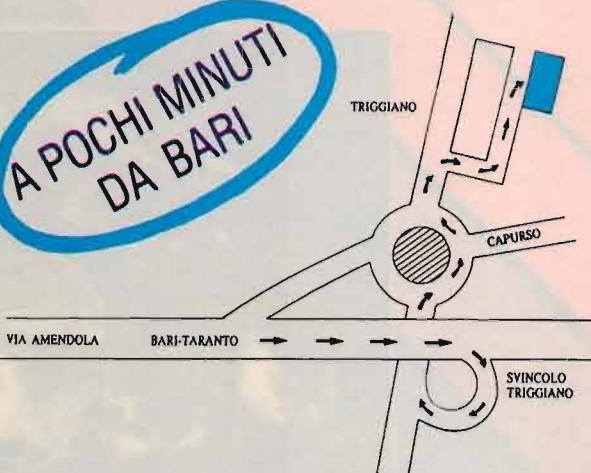 A POCHI MINUTI
DA BARI
TRIGGIANO
CAPURSO
VIA AMENDOLA
BARI-TARANTO
SVINCOLO
TRIGGIANO